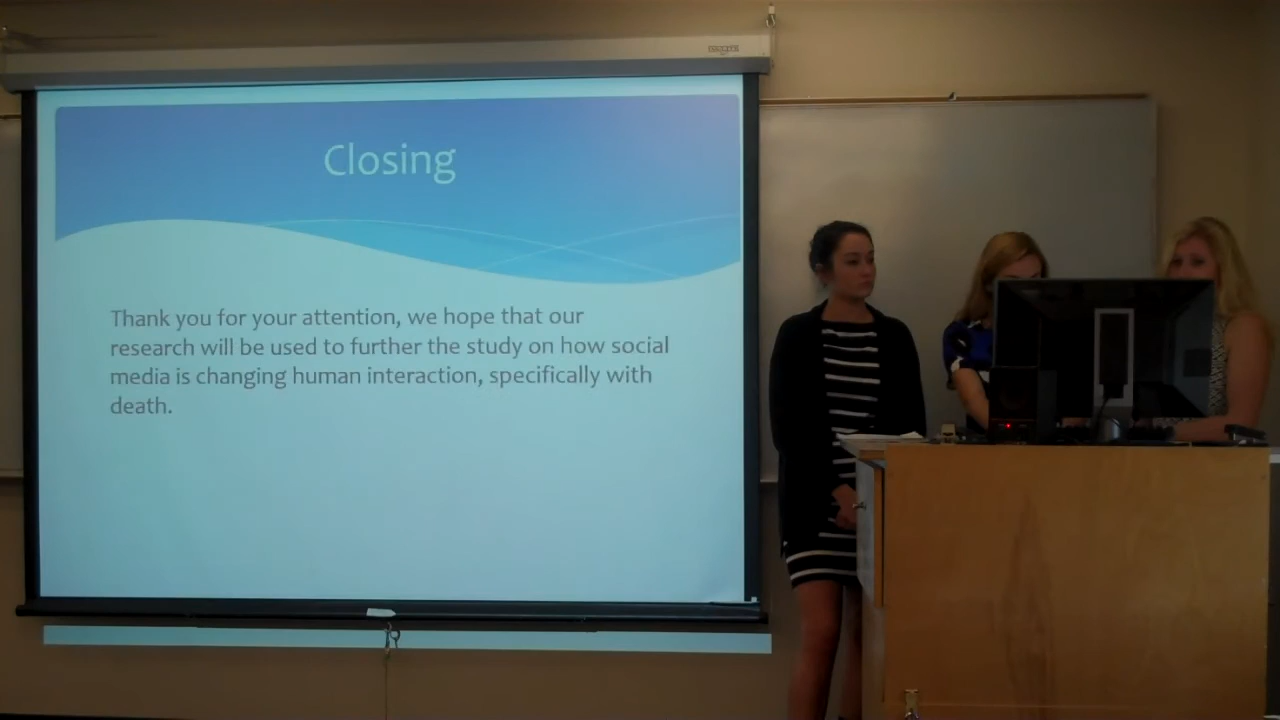 Closing
Thank you for your attention, we hope that our
research will be used to further the study on how social
media is changing human interaction, specifically with
death.